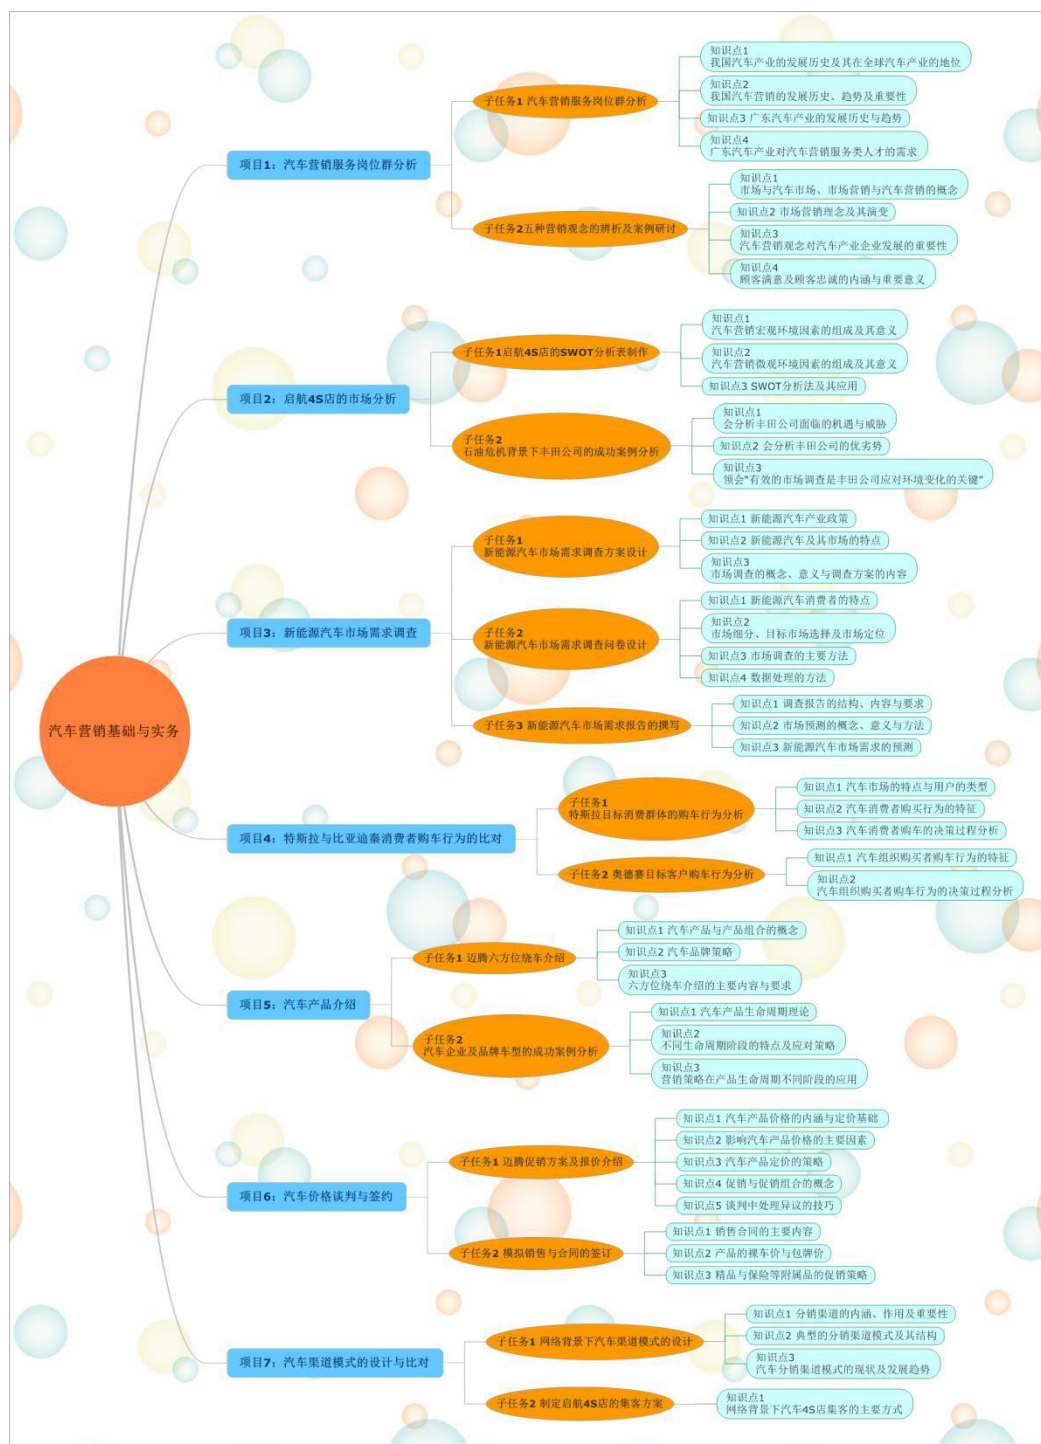 汽车营销基础与实务
项目1：汽车营销服务岗位群分析
子任务1 汽车营销服务岗位群分析
知识点1
我国汽车产业的发展历史及其在全球汽车产业的地位
知识点2
我国汽车营销的发展历史、趋势及重要性
知识点3 广东汽车产业的发展历史与趋势
知识点4
广东汽车产业对汽车营销服务类人才的需求
子任务2五种营销观念的辨析及案例研讨
知识点1
市场与汽车市场、市场营销与汽车营销的概念
知识点2 市场营销理念及其演变
知识点3
汽车营销观念对汽车产业企业发展的重要性
知识点4
顾客满意及顾客忠诚的内涵与重要意义
项目2：启航4S店的市场分析
子任务1启航4S店的SWOT分析表制作
知识点1
汽车营销宏观环境因素的组成及其意义
知识点2
汽车营销微观环境因素的组成及其意义
知识点3 SWOT分析法及其应用
子任务2
石油危机背景下丰田公司的成功案例分析
知识点1
会分析丰田公司面临的机遇与威胁
知识点2 会分析丰田公司的优劣势
知识点3
领会"有效的市场调查是丰田公司应对环境变化的关键"
项目3：新能源汽车市场需求调查
子任务1
新能源汽车市场需求调查方案设计
知识点1 新能源汽车产业政策
知识点2 新能源汽车及其市场的特点
知识点3
市场调查的概念、意义与调查方案的内容
子任务2
新能源汽车市场需求调查问卷设计
知识点1 新能源汽车消费者的特点
知识点2
市场细分、目标市场选择及市场定位
知识点3 市场调查的主要方法
知识点4 数据处理的方法
子任务3 新能源汽车市场需求报告的撰写
知识点1 调查报告的结构、内容与要求
知识点2 市场预测的概念、意义与方法
知识点3 新能源汽车市场需求的预测
项目4：特斯拉与比亚迪秦消费者购车行为的比对
子任务1
特斯拉目标消费群体的购车行为分析
知识点1 汽车市场的特点与用户的类型
知识点2 汽车消费者购买行为的特征
知识点3 汽车消费者购车的决策过程分析
子任务2 奥德赛目标客户购车行为分析
知识点1 汽车组织购买者购车行为的特征
知识点2
汽车组织购买者购车行为的决策过程分析
项目5：汽车产品介绍
子任务1 迈腾六方位绕车介绍
知识点1 汽车产品与产品组合的概念
知识点2 汽车品牌策略
知识点3
六方位绕车介绍的主要内容与要求
子任务2
汽车企业及品牌车型的成功案例分析
知识点1 汽车产品生命周期理论
知识点2
不同生命周期阶段的特点及应对策略
知识点3
营销策略在产品生命周期不同阶段的应用
项目6：汽车价格谈判与签约
子任务1 迈腾促销方案及报价介绍
知识点1 汽车产品价格的内涵与定价基础
知识点2 影响汽车产品价格的主要因素
知识点3 汽车产品定价的策略
知识点4 促销与促销组合的概念
知识点5 谈判中处理异议的技巧
子任务2 模拟销售与合同的签订
知识点1 销售合同的主要内容
知识点2 产品的裸车价与包牌价
知识点3 精品与保险等附属品的促销策略
项目7：汽车渠道模式的设计与比对
子任务1 网络背景下汽车渠道模式的设计
知识点1 分销渠道的内涵、作用及重要性
知识点2 典型的分销渠道模式及其结构
知识点3
汽车分销渠道模式的现状及发展趋势
子任务2 制定启航4S店的集客方案
知识点1
网络背景下汽车4S店集客的主要方式